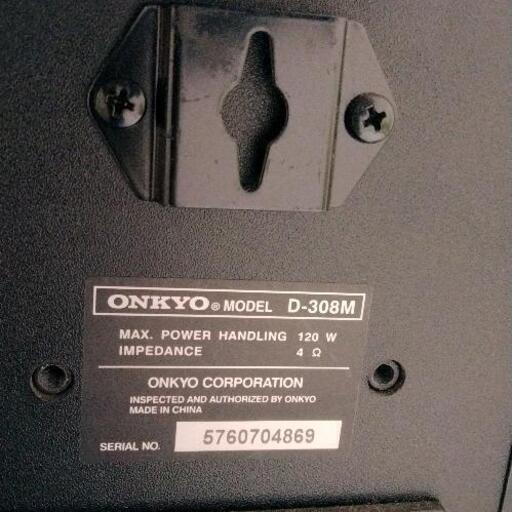 ONKYO® MODEL D-308M
MAX. POWER HANDLING 120 W
IMPEDANCE 4 Ω
ONKYO CORPORATION
INSPECTED AND AUTHORIZED BY ONKYO
MADE IN CHINA
SERIAL NO. 5760704869